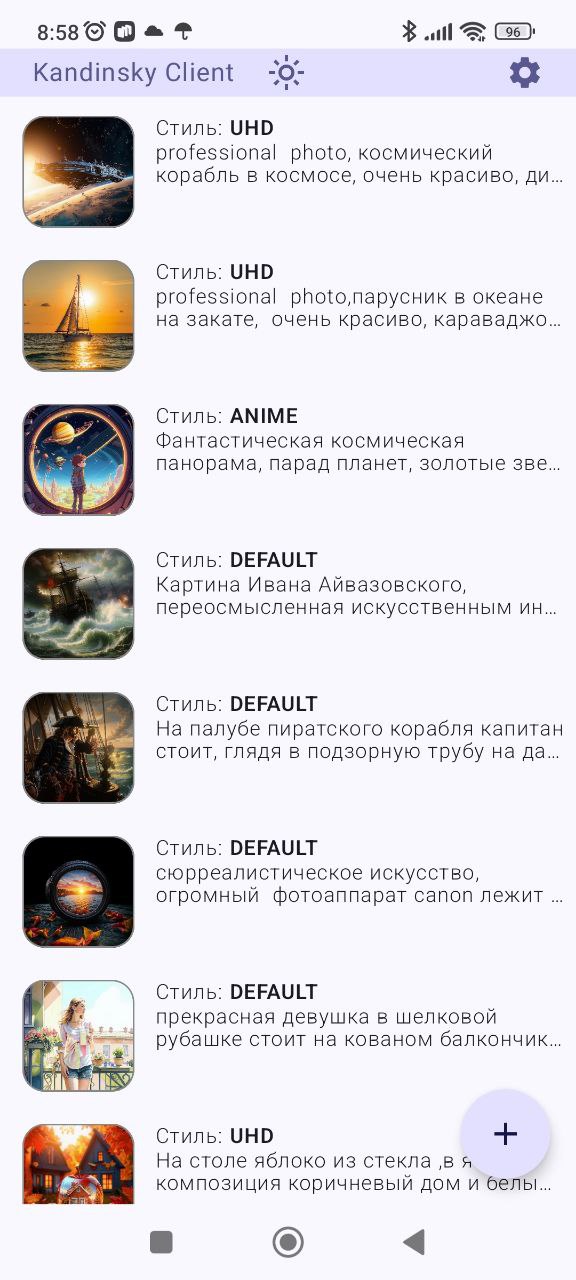 8:58
96
Kandinsky Client
Стиль: UHD
professional photo, космический
корабль в космосе, очень красиво, ди…
Стиль: UHD
professional photo,парусник в океане
на закате, очень красиво, караваджо…
Стиль: ANIME
Фантастическая космическая
панорама, парад планет, золотые зве…
Стиль: DEFAULT
Картина Ивана Айвазовского,
переосмысленная искусственным ин…
Стиль: DEFAULT
На палубе пиратского корабля капитан
стоит, глядя в подзорную трубу на да…
Стиль: DEFAULT
сюрреалистическое искусство,
огромный фотоаппарат canon лежит …
Стиль: DEFAULT
прекрасная девушка в шелковой
рубашке стоит на кованом балкончик…
Стиль: UHD
На столе яблоко из стекла ,в я
композиция коричневый дом и белы…